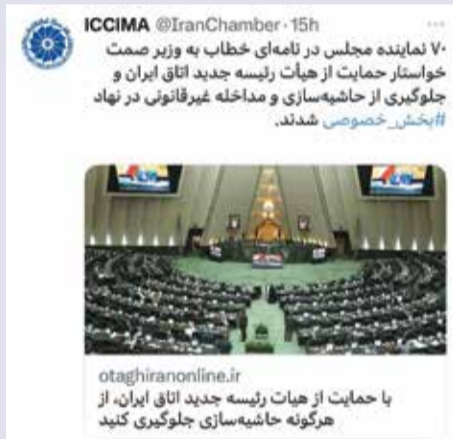 ICCIMA @IranChamber · 15h
۷۰ نماینده مجلس در نامه‌ای خطاب به وزیر صمت
خواستار حمایت از هیأت رئیسه جدید اتاق ایران و
جلوگیری از حاشیه‌سازی و مداخله غیرقانونی در نهاد
#بخش_خصوصی شدند.
otaghiranonline.ir
با حمایت از هیات رئیسه جدید اتاق ایران، از
هرگونه حاشیه‌سازی جلوگیری کنید